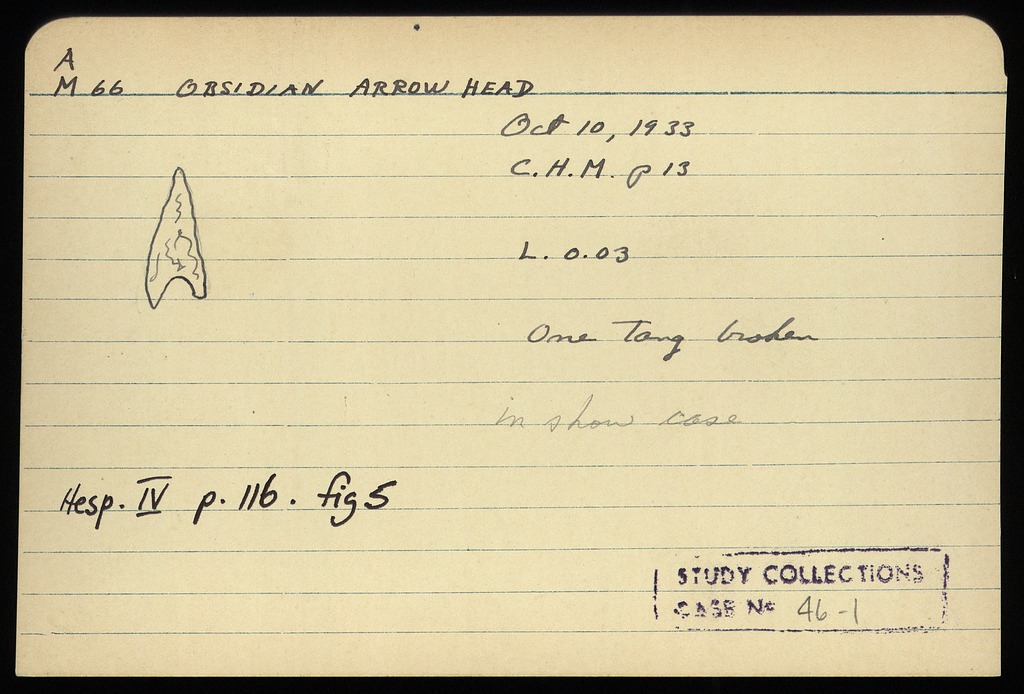 A
M 66 OBSIDIAN ARROW HEAD
Oct 10, 1933
C.H.M. p 13
L. 0.03
One Tang broken
in show case
Hesp. IV p. 116. fig 5
STUDY COLLECTIONS
CASE No 46-1